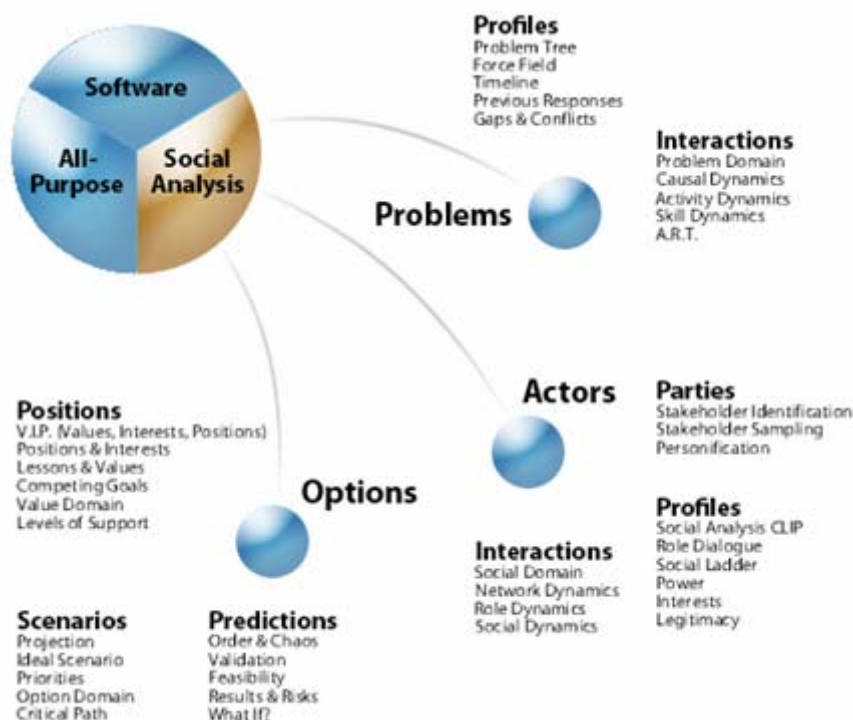 Software
All-
Purpose
Social
Analysis
Profiles
Problem Tree
Force Field
Timeline
Previous Responses
Gaps & Conflicts
Interactions
Problem Domain
Causal Dynamics
Activity Dynamics
Skill Dynamics
A.R.T.
Problems
Actors
Parties
Stakeholder Identification
Stakeholder Sampling
Personification
Profiles
Social Analysis CLIP
Role Dialogue
Social Ladder
Power
Interests
Legitimacy
Interactions
Social Domain
Network Dynamics
Role Dynamics
Social Dynamics
Positions
V.I.P. (Values, Interests, Positions)
Positions & Interests
Lessons & Values
Competing Goals
Value Domain
Levels of Support
Options
Scenarios
Projection
Ideal Scenario
Priorities
Option Domain
Critical Path
Predictions
Order & Chaos
Validation
Feasibility
Results & Risks
What If?